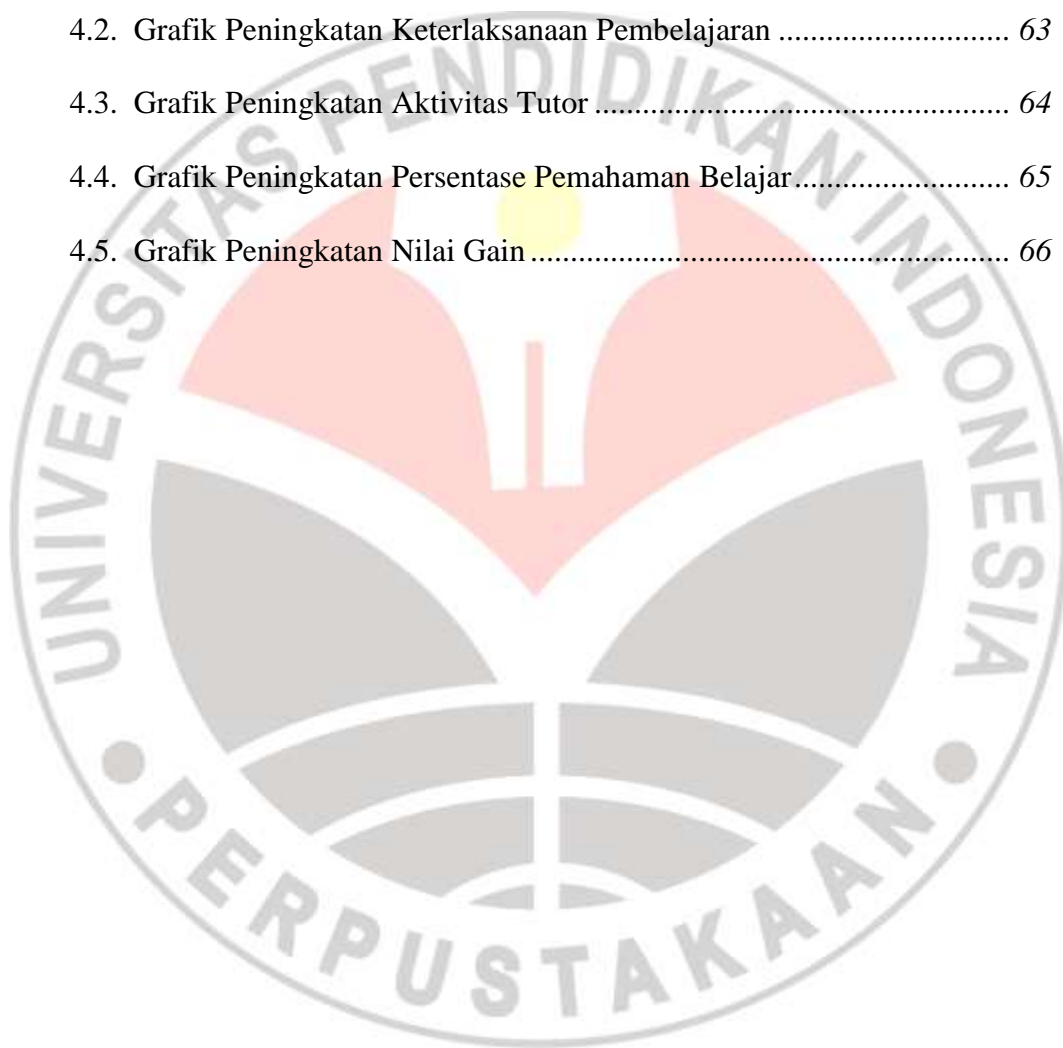 4.2. Grafik Peningkatan Keterlaksanaan Pembelajaran ........................... 63
4.3. Grafik Peningkatan Aktivitas Tutor ................................................. 64
4.4. Grafik Peningkatan Persentase Pemahaman Belajar......................... 65
4.5. Grafik Peningkatan Nilai Gain ......................................................... 66
UNIVERSITAS PENDIDIKAN INDONESIA
PERPUSTAKAAN